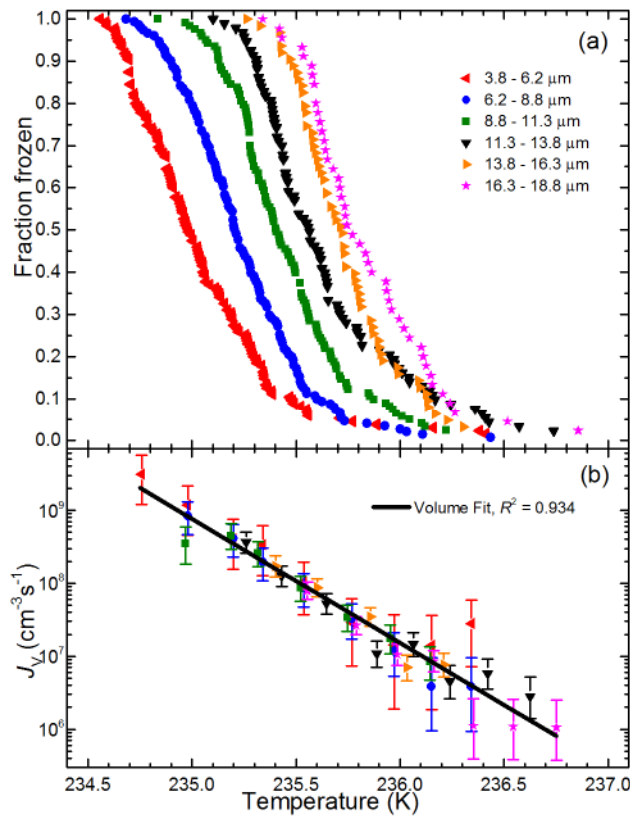 (a)
1.0
0.9
0.8
0.7
0.6
0.5
0.4
0.3
0.2
0.1
0.0
Fraction frozen
3.8 - 6.2 μm
6.2 - 8.8 μm
8.8 - 11.3 μm
11.3 - 13.8 μm
13.8 - 16.3 μm
16.3 - 18.8 μm
(b)
Volume Fit, R² = 0.934
10⁹
10⁸
10⁷
10⁶
J_V (cm⁻³s⁻¹)
234.5 235.0 235.5 236.0 236.5 237.0
Temperature (K)